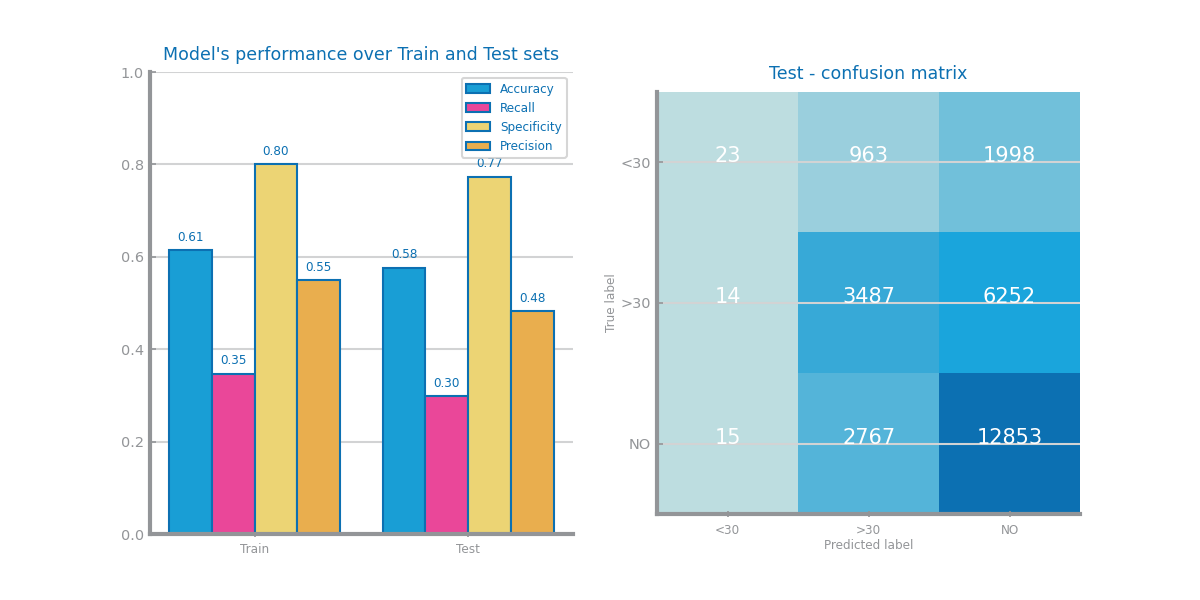 Model's performance over Train and Test sets
1.0
0.8
0.6
0.4
0.2
0.0
Accuracy
Recall
Specificity
Precision
0.61
0.35
0.80
0.55
0.58
0.30
0.77
0.48
Train
Test
Test - confusion matrix
True label
<30
23 963 1998
>30
14 3487 6252
NO
15 2767 12853
<30 >30 NO
Predicted label